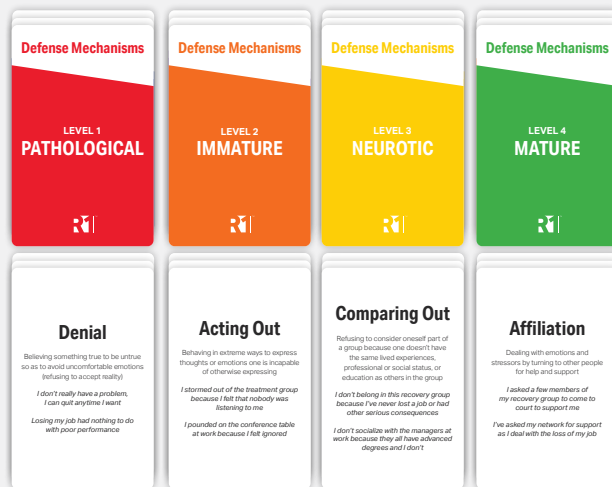 Defense Mechanisms
LEVEL 1
PATHOLOGICAL
R1
Defense Mechanisms
LEVEL 2
IMMATURE
R1
Defense Mechanisms
LEVEL 3
NEUROTIC
R1
Defense Mechanisms
LEVEL 4
MATURE
R1
Denial
Believing something true to be untrue
so as to avoid uncomfortable emotions
(refusing to accept reality)
I don't really have a problem,
I can quit anytime I want
Losing my job had nothing to do
with poor performance
Acting Out
Behaving in extreme ways to express
thoughts or emotions one is incapable
of otherwise expressing
I stormed out of the treatment group
because I felt that nobody was
listening to me
I pounded on the conference table
at work because I felt ignored
Comparing Out
Refusing to consider oneself part of
a group because one doesn't have
the same lived experiences,
professional or social status, or
education as others in the group
I don't belong in this recovery group
because I've never lost a job or had
other serious consequences
I don't socialize with the managers at
work because they all have advanced
degrees and I don't
Affiliation
Dealing with emotions and
stressors by turning to other people
for help and support
I asked a few members of
my recovery group to come to
court to support me
I've asked my network for support
as I deal with the loss of my job